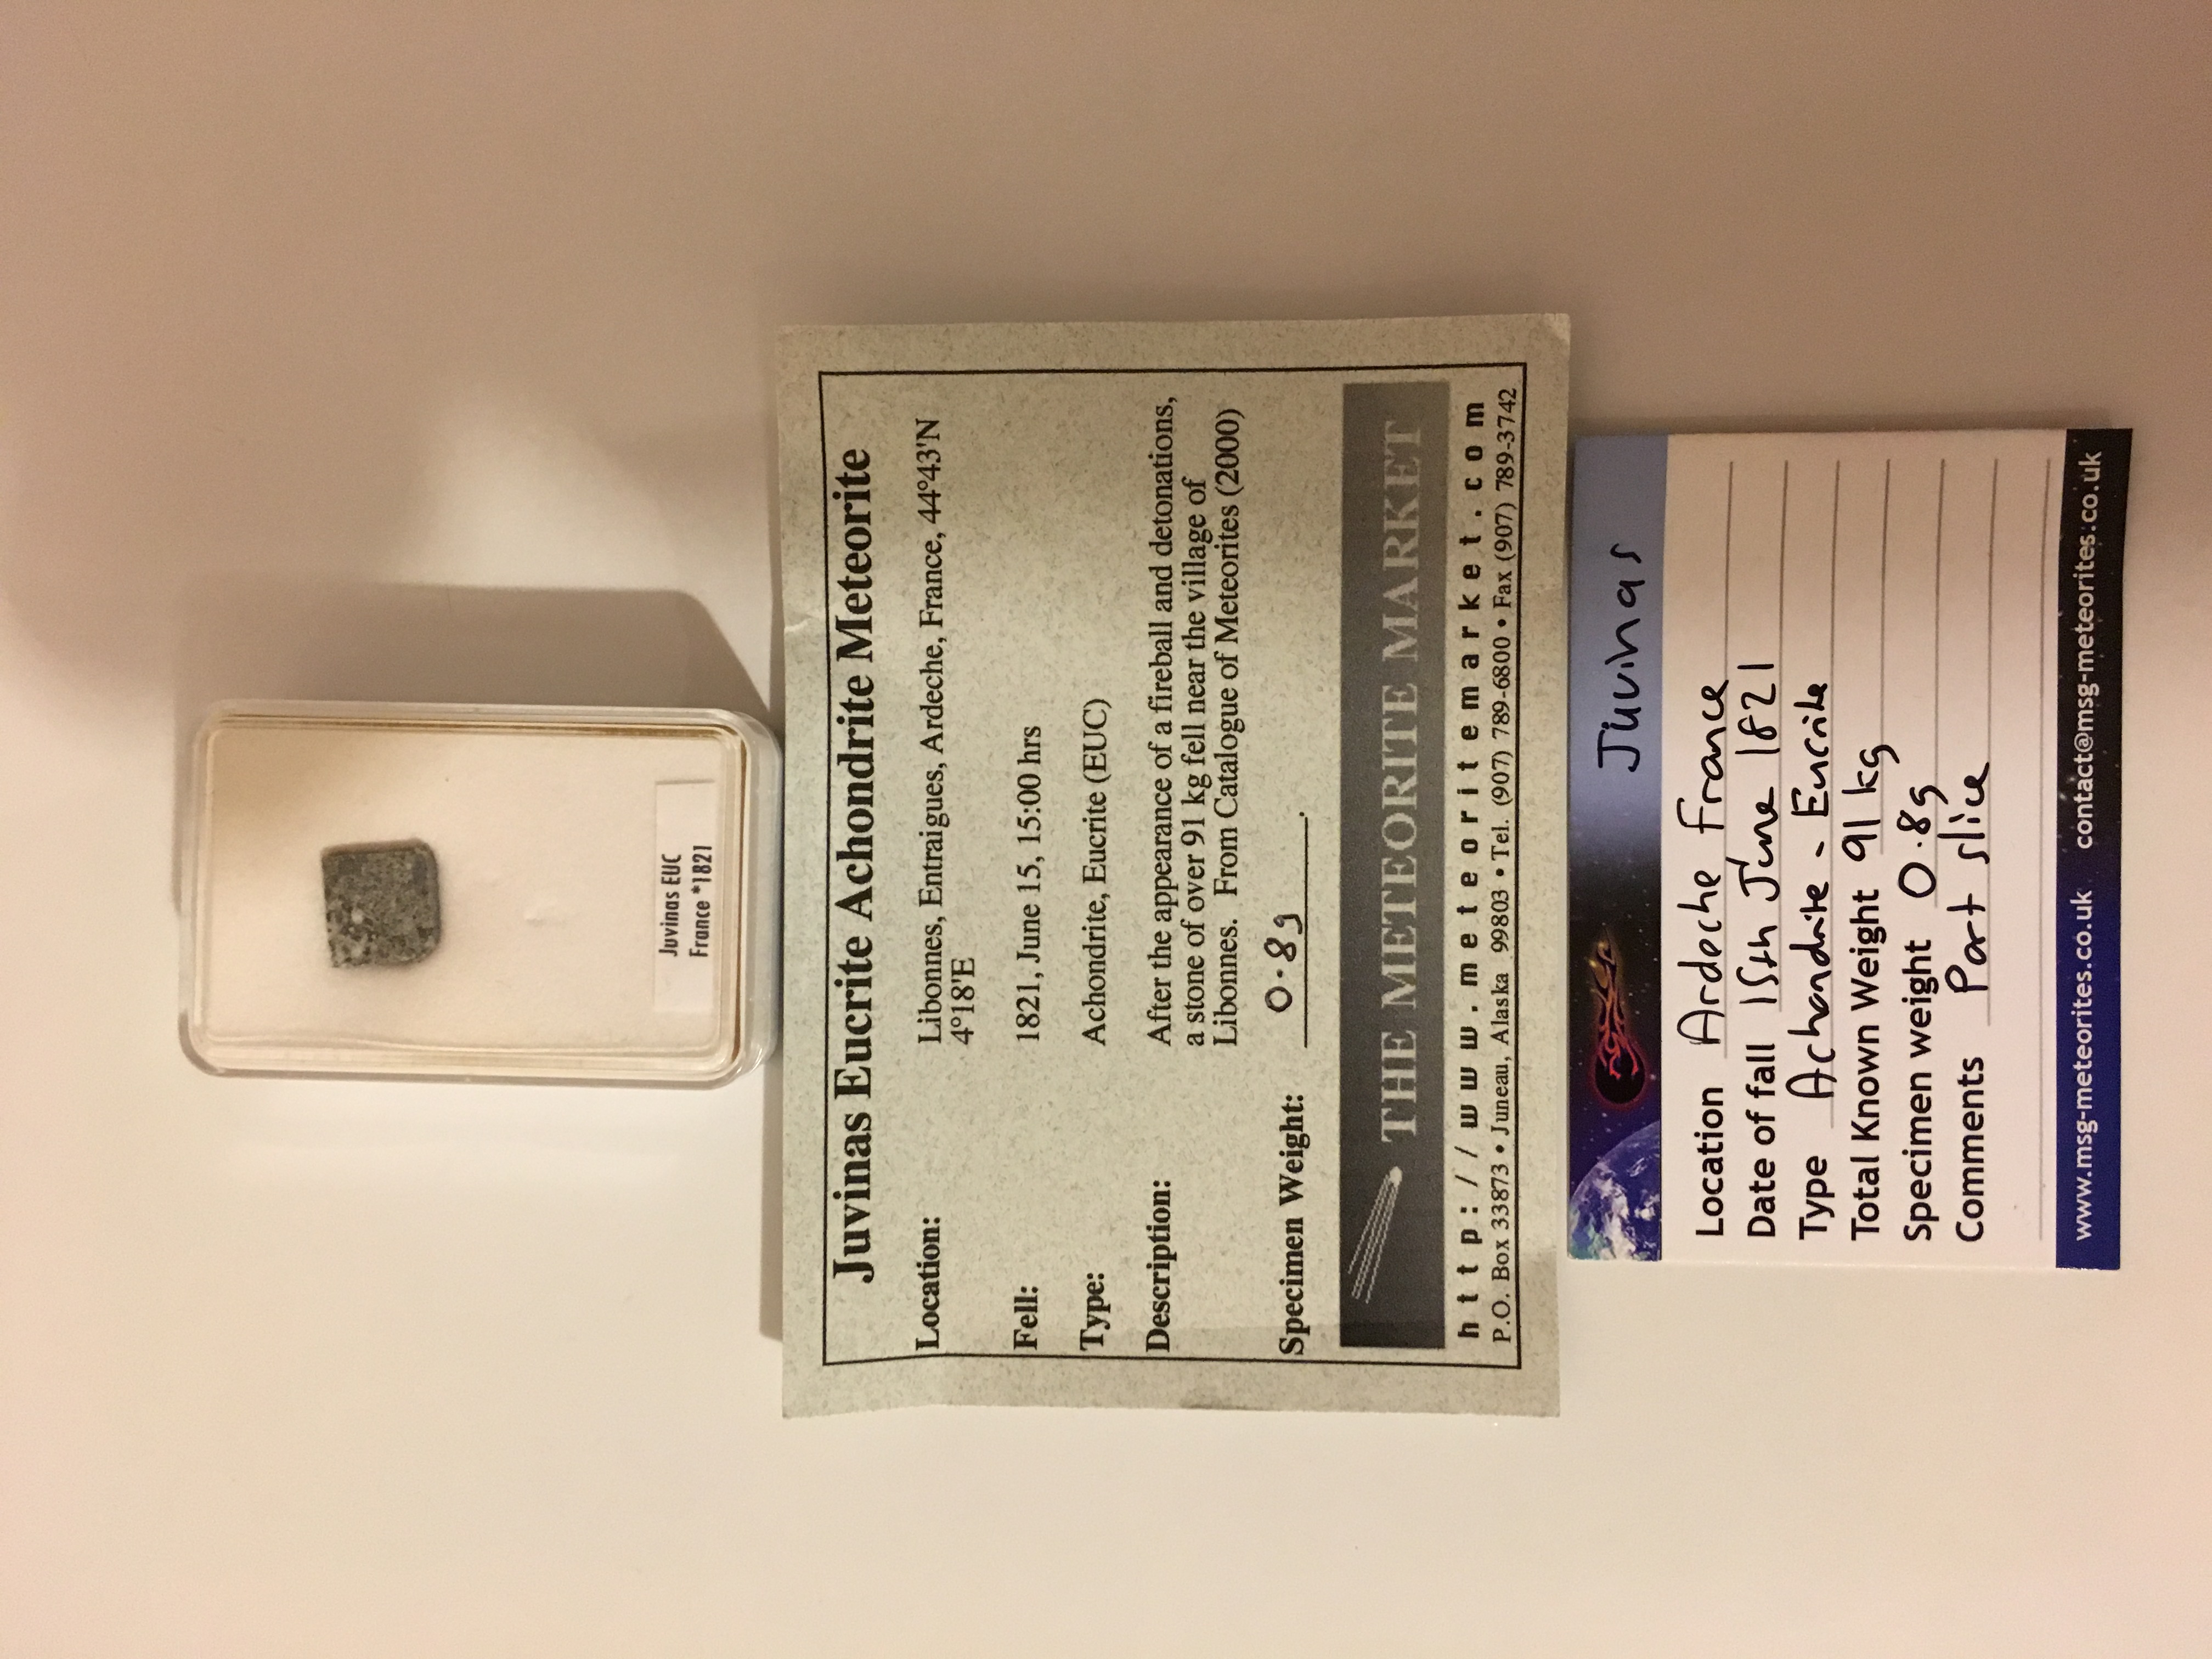 Juvinas EUC
France *1821
Juvinas Eucrite Achondrite Meteorite
Location: Libonnes, Entraigues, Ardeche, France, 44°43'N
4°18'E
Fell: 1821, June 15, 15:00 hrs
Type: Achondrite, Eucrite (EUC)
Description: After the appearance of a fireball and detonations,
a stone of over 91 kg fell near the village of
Libonnes. From Catalogue of Meteorites (2000)
Specimen Weight: 0.8g.
THE METEORITE MARKET
http://www.meteoritemarket.com
P.O. Box 33873 • Juneau, Alaska 99803 • Tel. (907) 789-6800 • Fax (907) 789-3742
Juvinas
Location Ardeche France
Date of fall 15th June 1821
Type Achondrite - Eucrite
Total Known Weight 91 kg
Specimen weight 0.8g
Comments Part slice
www.msg-meteorites.co.uk contact@msg-meteorites.co.uk